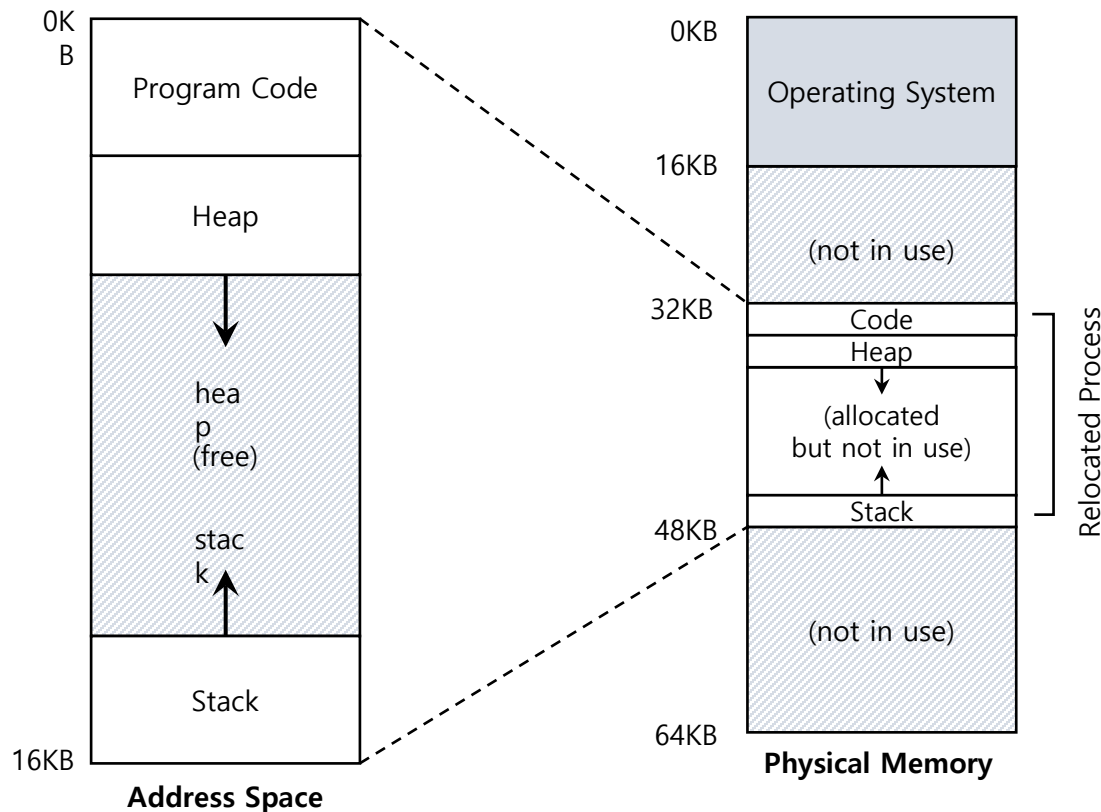 0K
B
Program Code
Heap
hea
p
(free)
stac
k
Stack
16KB
Address Space
0KB
Operating System
16KB
(not in use)
32KB
Code
Heap
(allocated
but not in use)
Stack
48KB
(not in use)
64KB
Physical Memory
Relocated Process